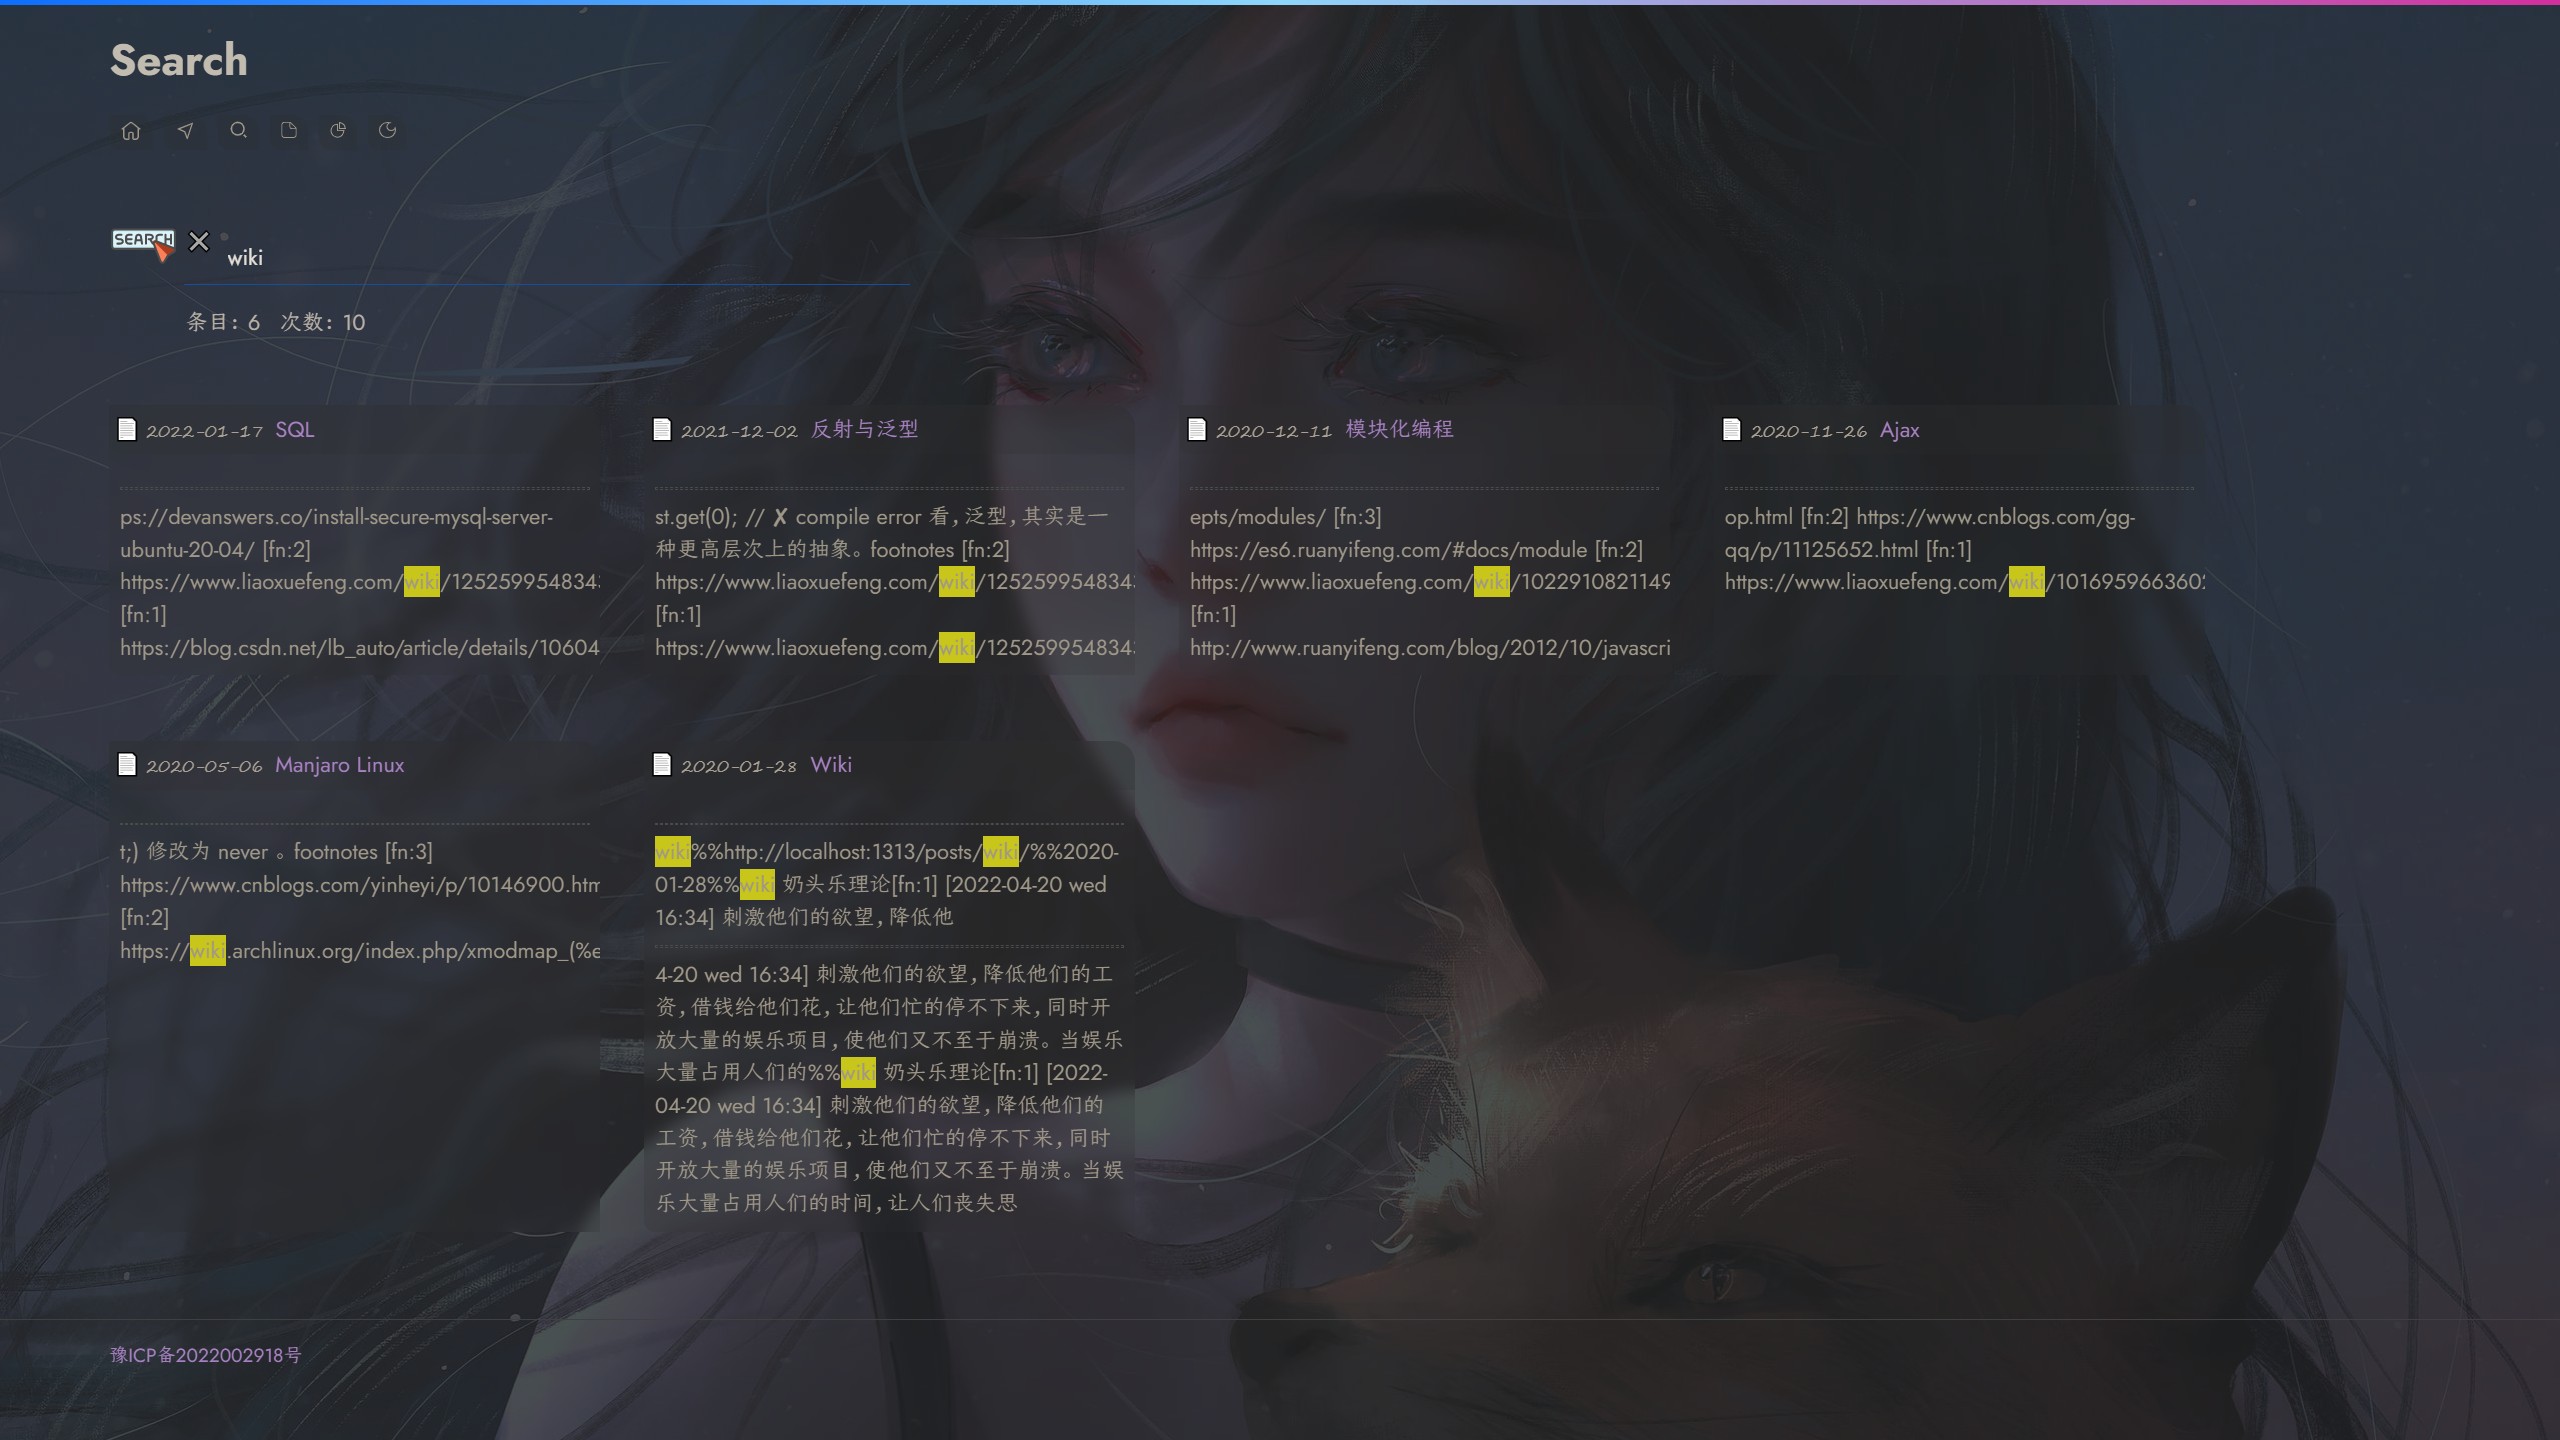 Search
SEARCH
wiki
条目: 6 次数: 10
2022-01-17 SQL
ps://devanswers.co/install-secure-mysql-server-
ubuntu-20-04/ [fn:2]
https://www.liaoxuefeng.com/wiki/125259954834
[fn:1]
https://blog.csdn.net/lb_auto/article/details/10604
2021-12-02 反射与泛型
st.get(0); // ✗ compile error 看,泛型,其实是一
种更高层次上的抽象。footnotes [fn:2]
https://www.liaoxuefeng.com/wiki/125259954834
[fn:1]
https://www.liaoxuefeng.com/wiki/125259954834
2020-12-11 模块化编程
epts/modules/ [fn:3]
https://es6.ruanyifeng.com/#docs/module [fn:2]
https://www.liaoxuefeng.com/wiki/1022910821149
[fn:1]
http://www.ruanyifeng.com/blog/2012/10/javascri
2020-11-26 Ajax
op.html [fn:2] https://www.cnblogs.com/gg-
qq/p/11125652.html [fn:1]
https://www.liaoxuefeng.com/wiki/101695966360
2020-05-06 Manjaro Linux
t;) 修改为 never 。footnotes [fn:3]
https://www.cnblogs.com/yinheyi/p/10146900.htm
[fn:2]
https://wiki.archlinux.org/index.php/xmodmap_(%e
2020-01-28 Wiki
wiki%%http://localhost:1313/posts/wiki/%%2020-
01-28%%wiki 奶头乐理论[fn:1] [2022-04-20 wed
16:34] 刺激他们的欲望,降低他
4-20 wed 16:34] 刺激他们的欲望,降低他们的工
资,借钱给他们花,让他们忙的停不下来,同时开
放大量的娱乐项目,使他们又不至于崩溃。当娱乐
大量占用人们的%%wiki 奶头乐理论[fn:1] [2022-
04-20 wed 16:34] 刺激他们的欲望,降低他们的
工资,借钱给他们花,让他们忙的停不下来,同时
开放大量的娱乐项目,使他们又不至于崩溃。当娱
乐大量占用人们的时间,让人们丧失思
豫ICP备2022002918号